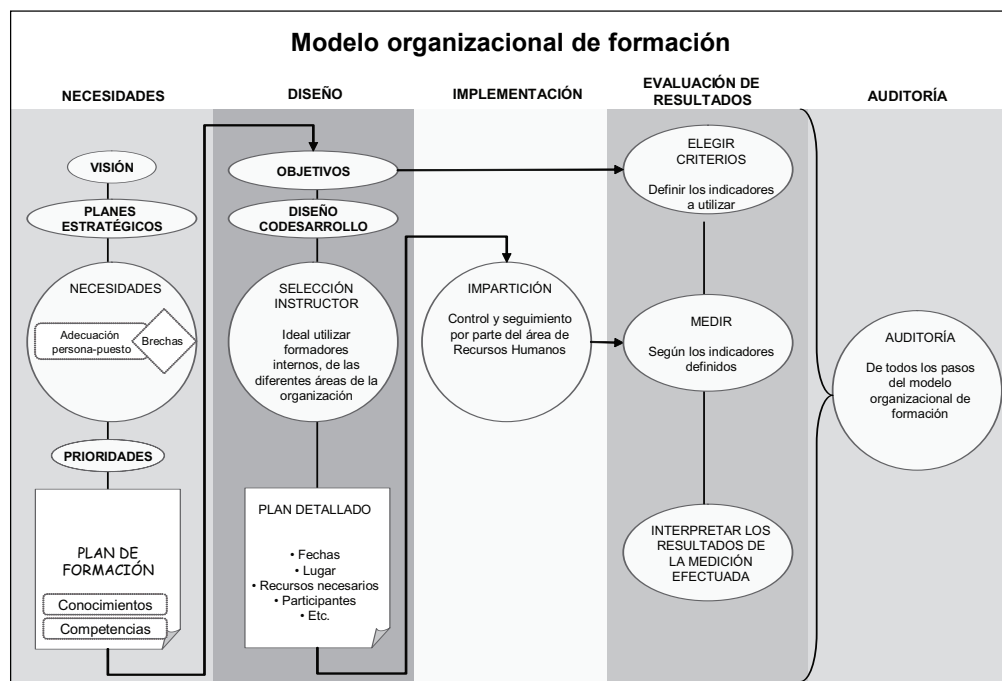 Modelo organizacional de formación
NECESIDADES
DISEÑO
IMPLEMENTACIÓN
EVALUACIÓN DE
RESULTADOS
AUDITORÍA
VISIÓN
PLANES
ESTRATÉGICOS
NECESIDADES
Adecuación
persona-puesto
Brechas
PRIORIDADES
PLAN DE
FORMACIÓN
Conocimientos
Competencias
OBJETIVOS
DISEÑO
CODESARROLLO
SELECCIÓN
INSTRUCTOR
Ideal utilizar
formadores
internos, de las
diferentes áreas de la
organización
PLAN DETALLADO
• Fechas
• Lugar
• Recursos necesarios
• Participantes
• Etc.
IMPARTICIÓN
Control y seguimiento
por parte del área de
Recursos Humanos
ELEGIR
CRITERIOS
Definir los indicadores
a utilizar
MEDIR
Según los indicadores
definidos
INTERPRETAR LOS
RESULTADOS DE
LA MEDICIÓN
EFECTUADA
AUDITORÍA
De todos los pasos
del modelo
organizacional de
formación